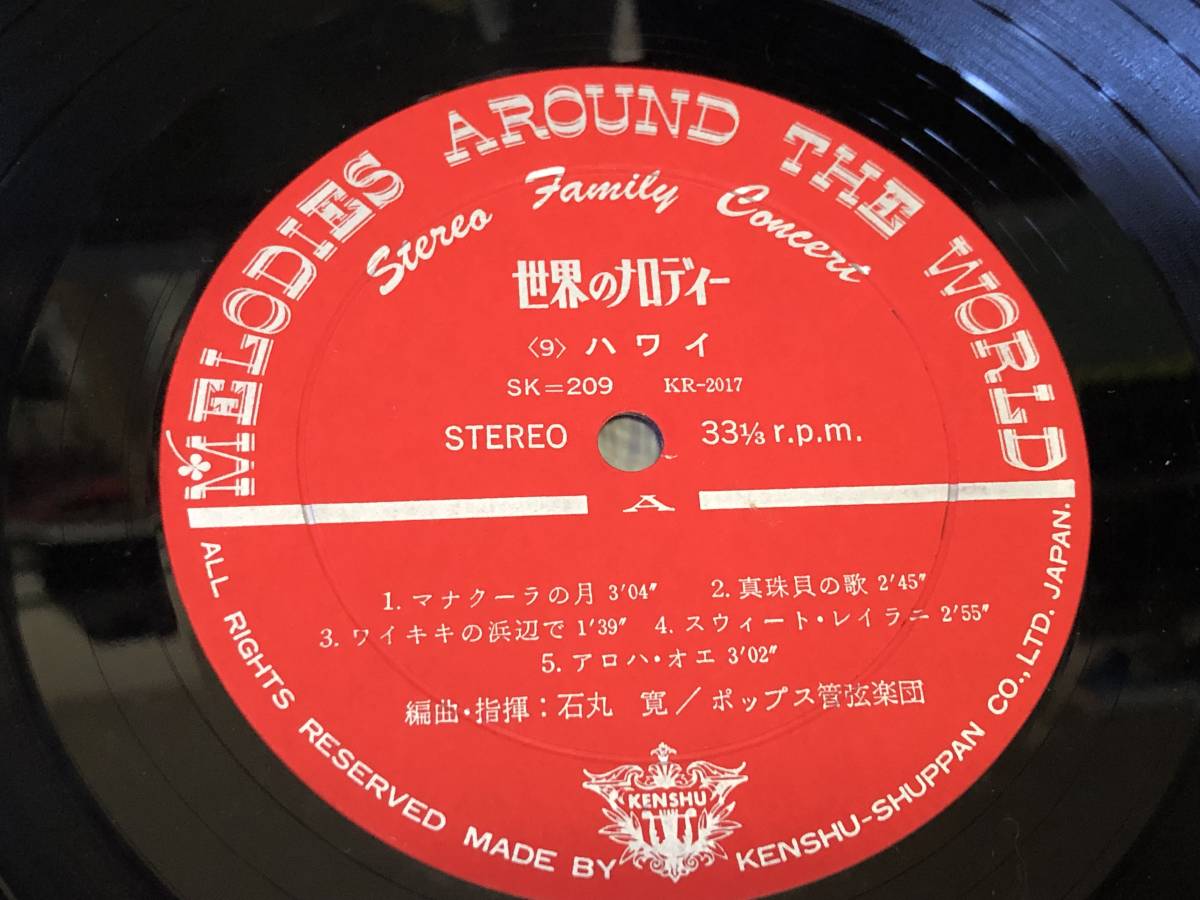 MELODIES AROUND THE WORLD
Stereo Family Concert
世界のメロディー
〈9〉ハワイ
SK=209 KR-2017
STEREO 33⅓ r.p.m.
A
1. マナクーラの月 3′04″ 2. 真珠貝の歌 2′45″
3. ワイキキの浜辺で 1′39″ 4. スウィート・レイラニ 2′55″
5. アロハ・オエ 3′02″
編曲・指揮：石丸 寛／ポップス管弦楽団
KENSHU
ALL RIGHTS RESERVED MADE BY KENSHU-SHUPPAN CO., LTD. JAPAN.